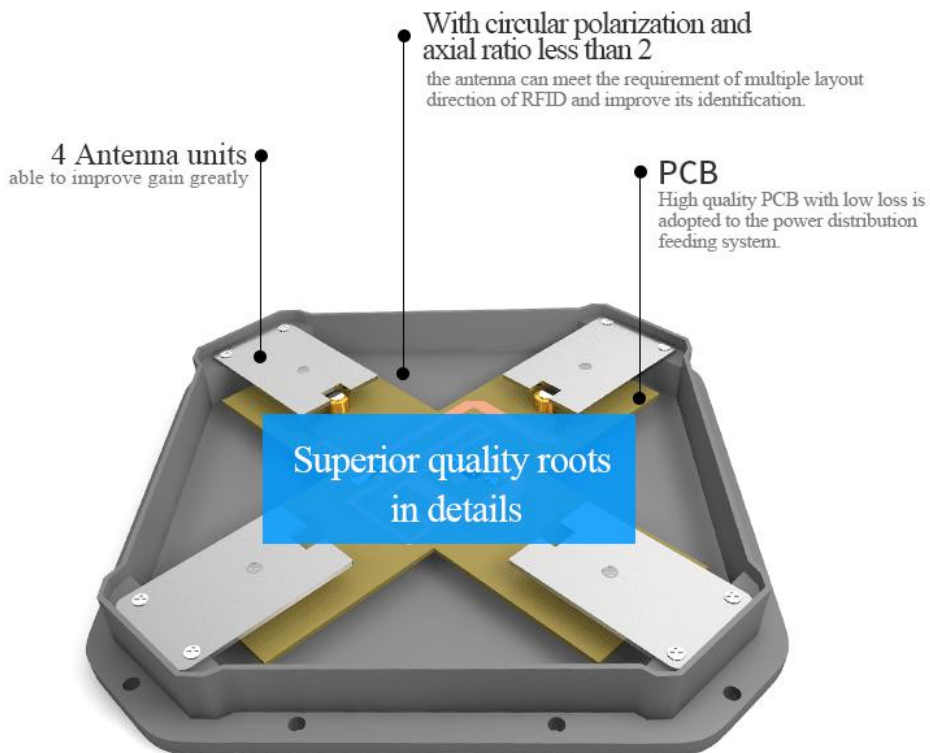 With circular polarization and
axial ratio less than 2
the antenna can meet the requirement of multiple layout
direction of RFID and improve its identification.
4 Antenna units
able to improve gain greatly
PCB
High quality PCB with low loss is
adopted to the power distribution
feeding system.
Superior quality roots
in details